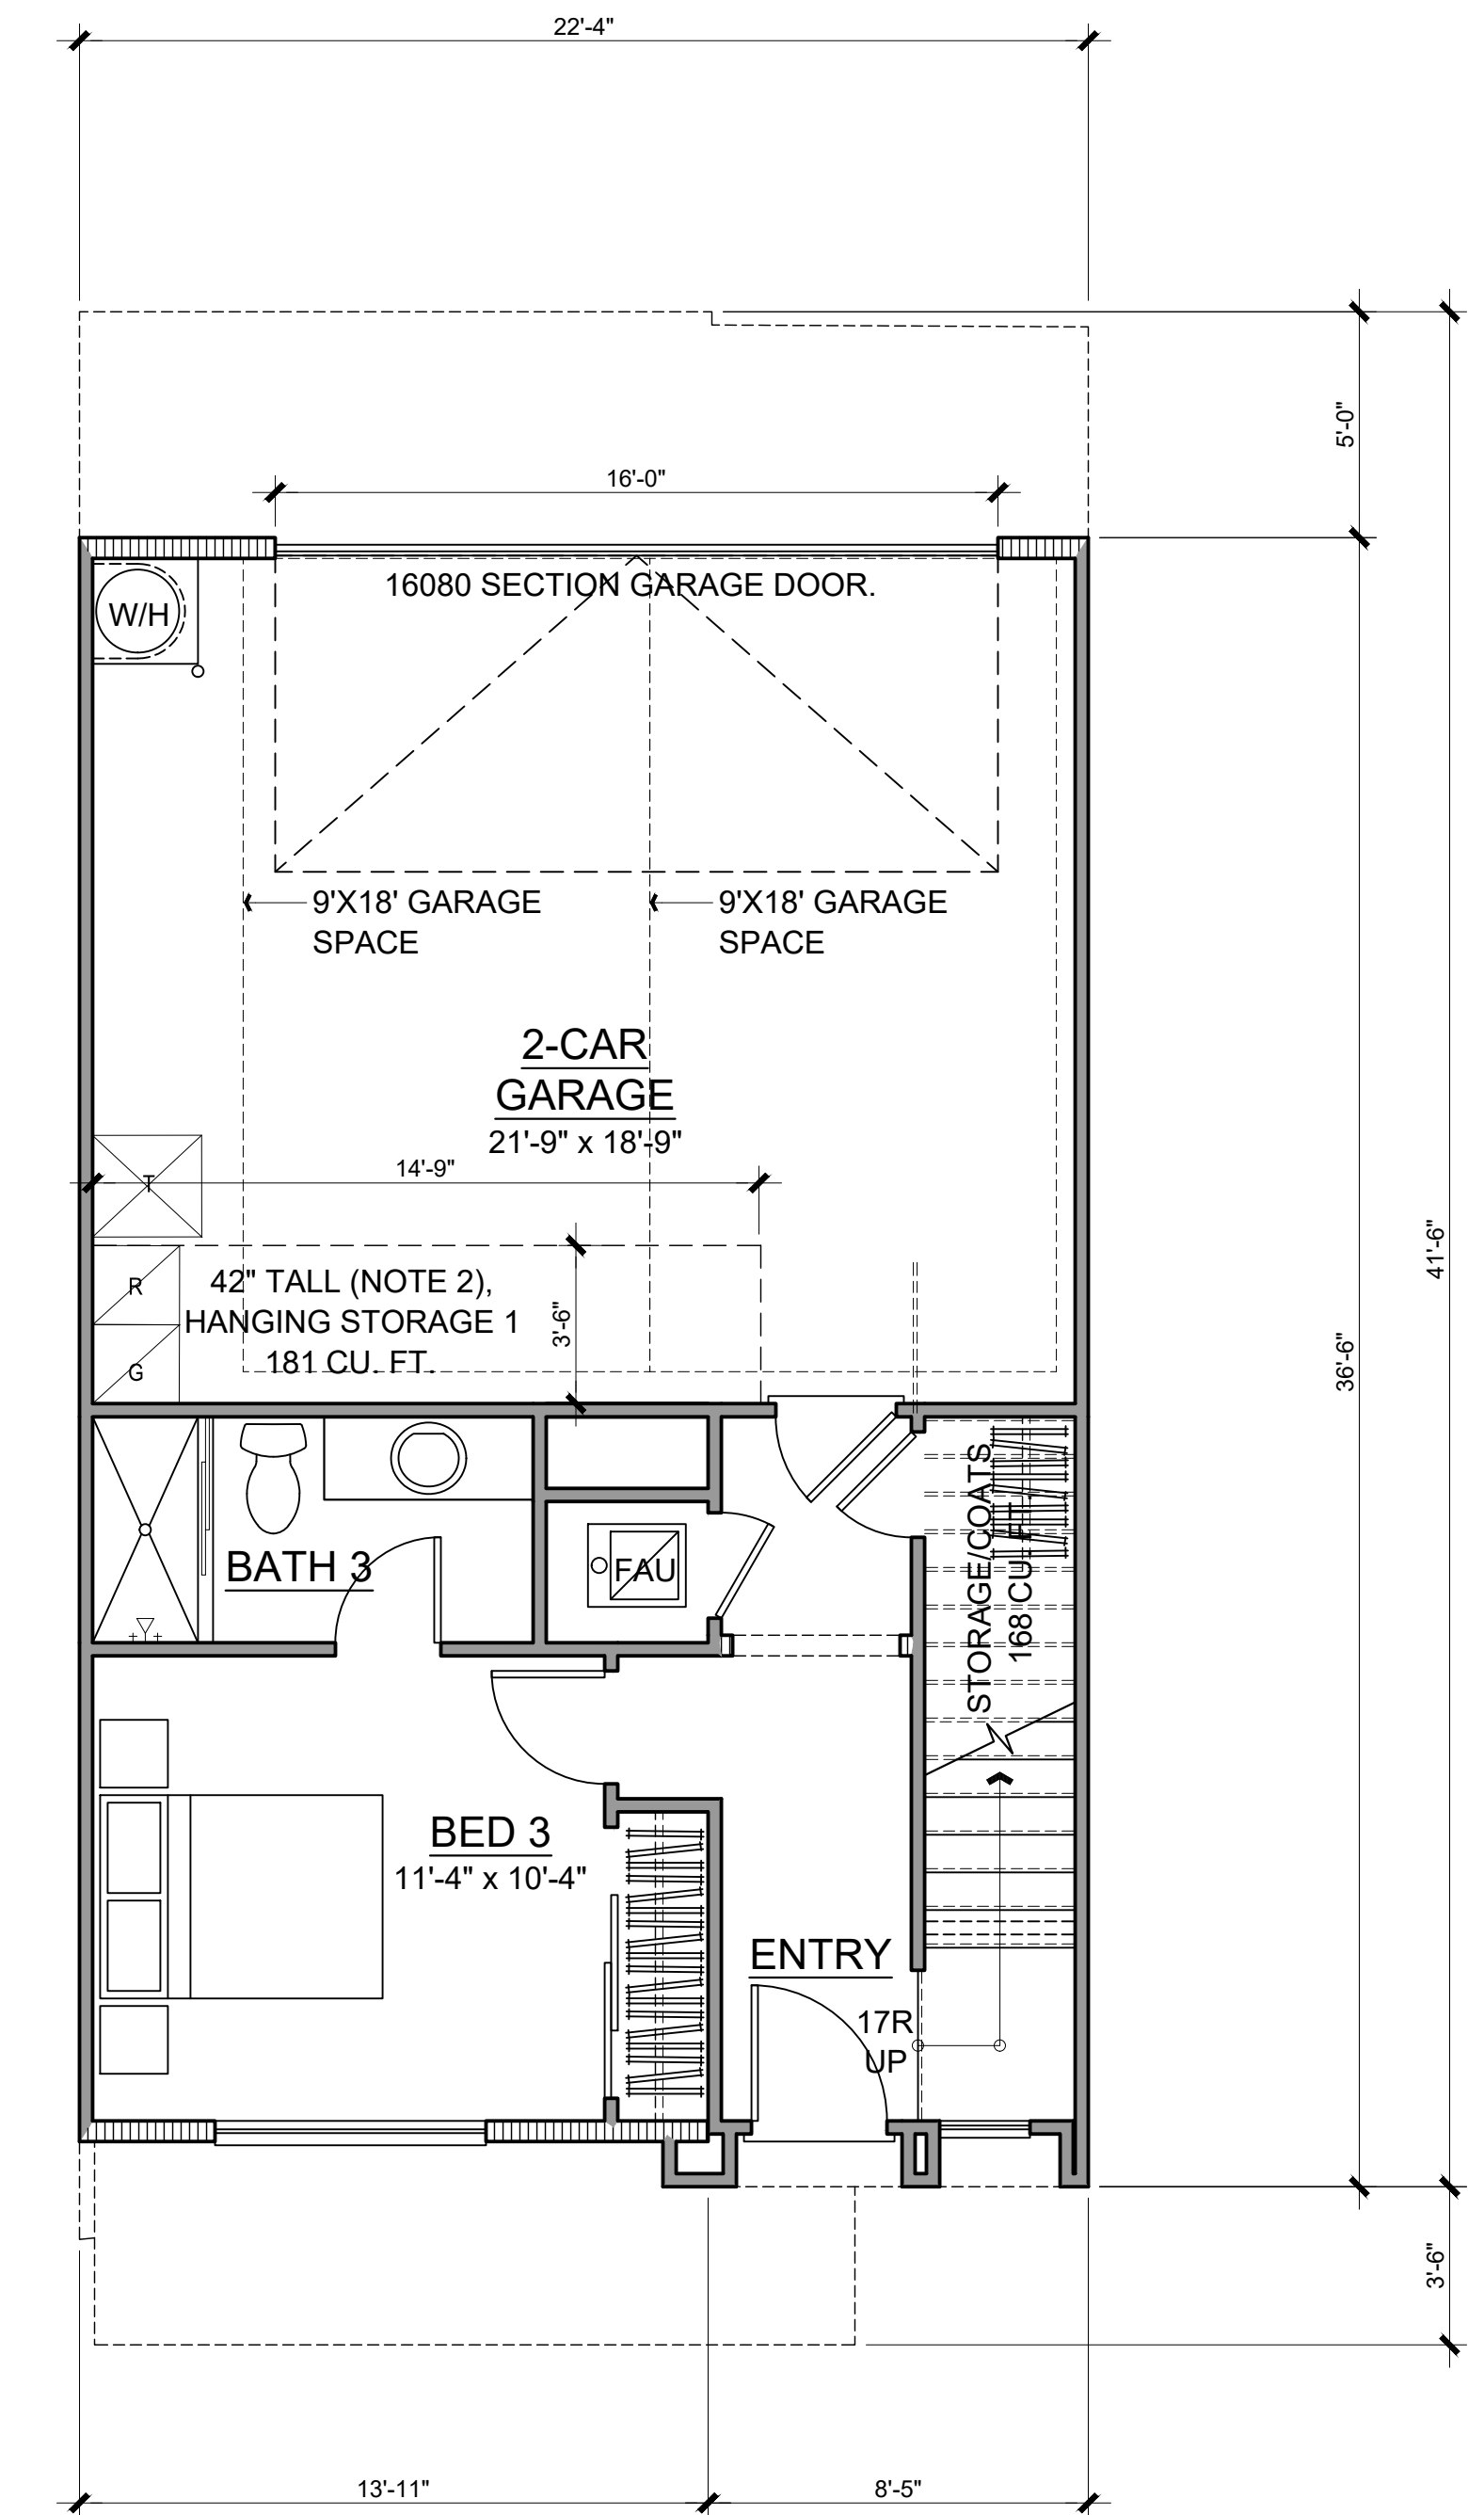 22'-4"
5'-0"
16'-0"
16080 SECTION GARAGE DOOR.
W/H
9'X18' GARAGE
SPACE
9'X18' GARAGE
SPACE
2-CAR
GARAGE
21'-9" x 18'-9"
14'-9"
T
R
G
42" TALL (NOTE 2),
HANGING STORAGE 1
181 CU. FT.
3'-6"
41'-6"
36'-6"
BATH 3
FAU
STORAGE/COATS
168 CU. FT.
BED 3
11'-4" x 10'-4"
ENTRY
17R
UP
3'-6"
13'-11"
8'-5"